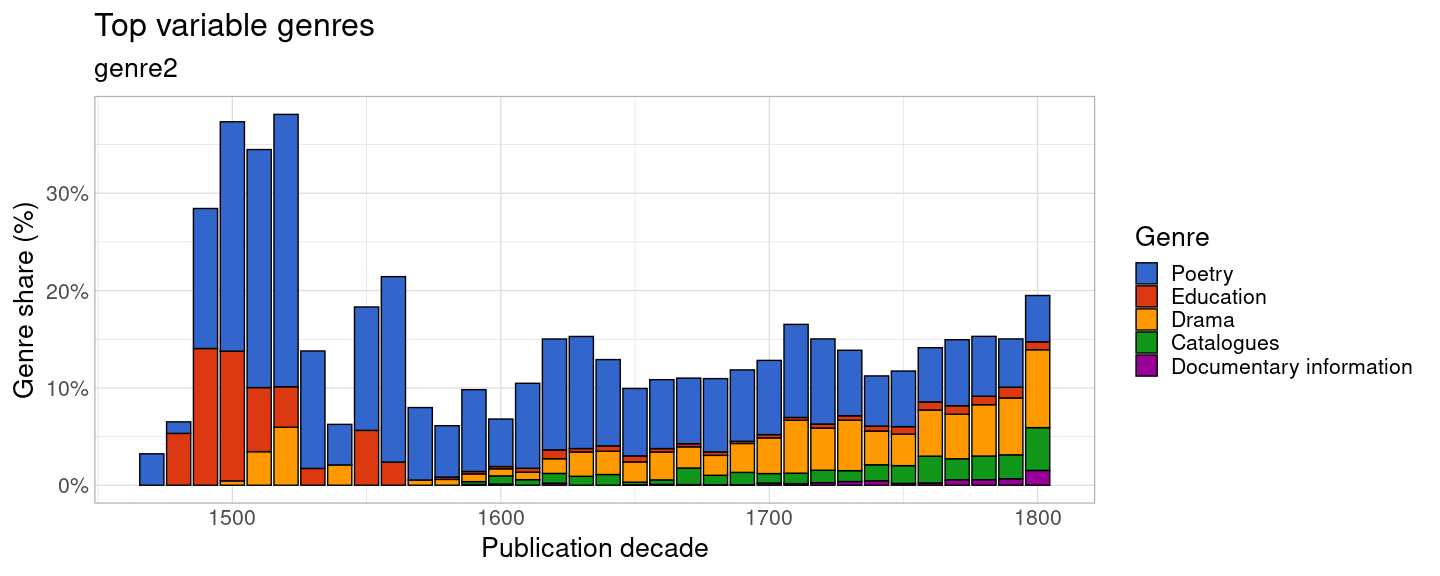 Top variable genres
genre2
Genre share (%)
30%
20%
10%
0%
1500
1600
1700
1800
Publication decade
Genre
Poetry
Education
Drama
Catalogues
Documentary information